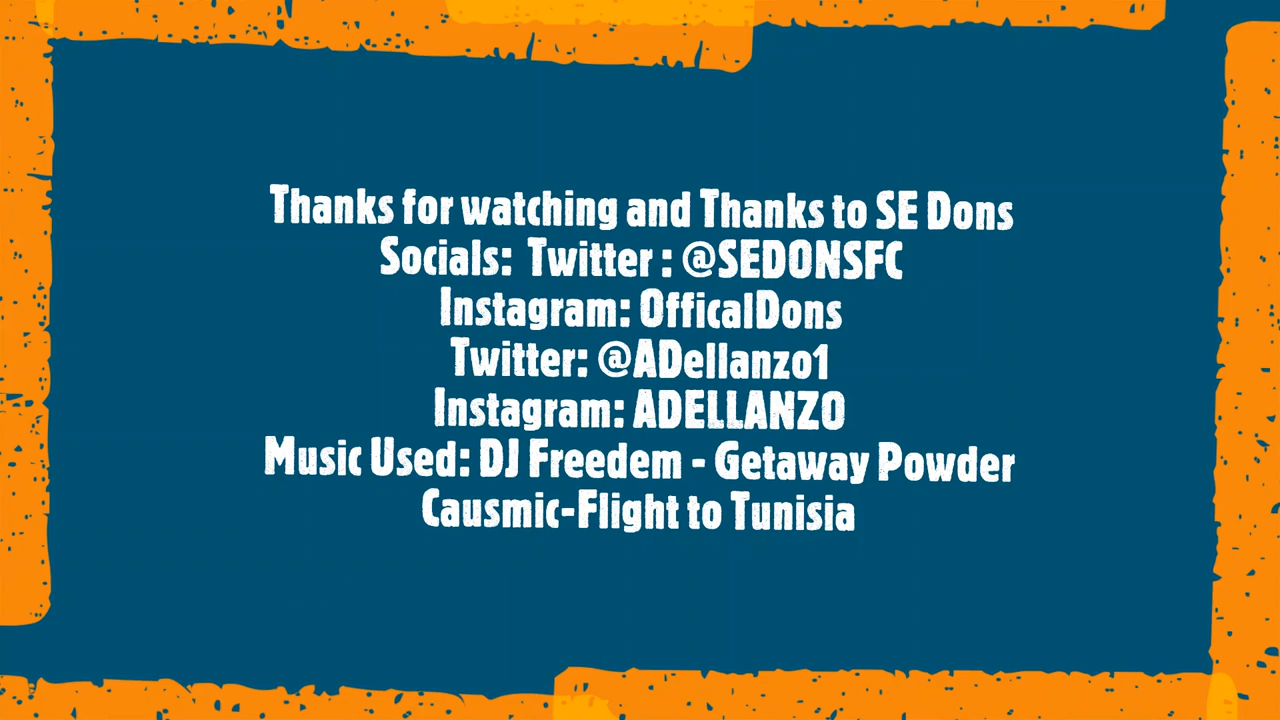 Thanks for watching and Thanks to SE Dons
Socials: Twitter : @SEDONSFC
Instagram: OfficalDons
Twitter: @ADellanzo1
Instagram: ADELLANZO
Music Used: DJ Freedem - Getaway Powder
Causmic-Flight to Tunisia